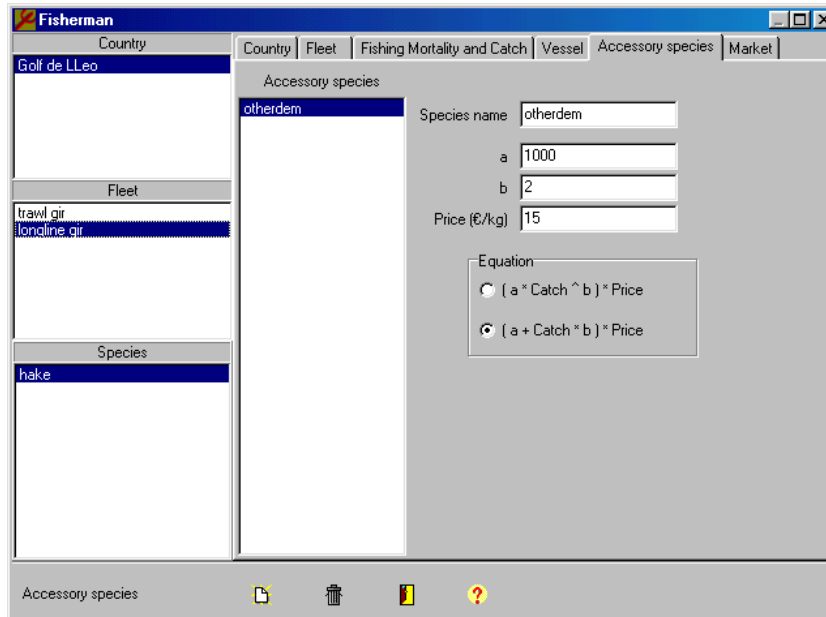 Fisherman
Country
Golf de LLeo
Fleet
trawl gir
longline gir
Species
hake
Country Fleet Fishing Mortality and Catch Vessel Accessory species Market
Accessory species
otherdem
Species name otherdem
a 1000
b 2
Price (€/kg) 15
Equation
( a * Catch ^ b ) * Price
( a + Catch * b ) * Price
Accessory species
?